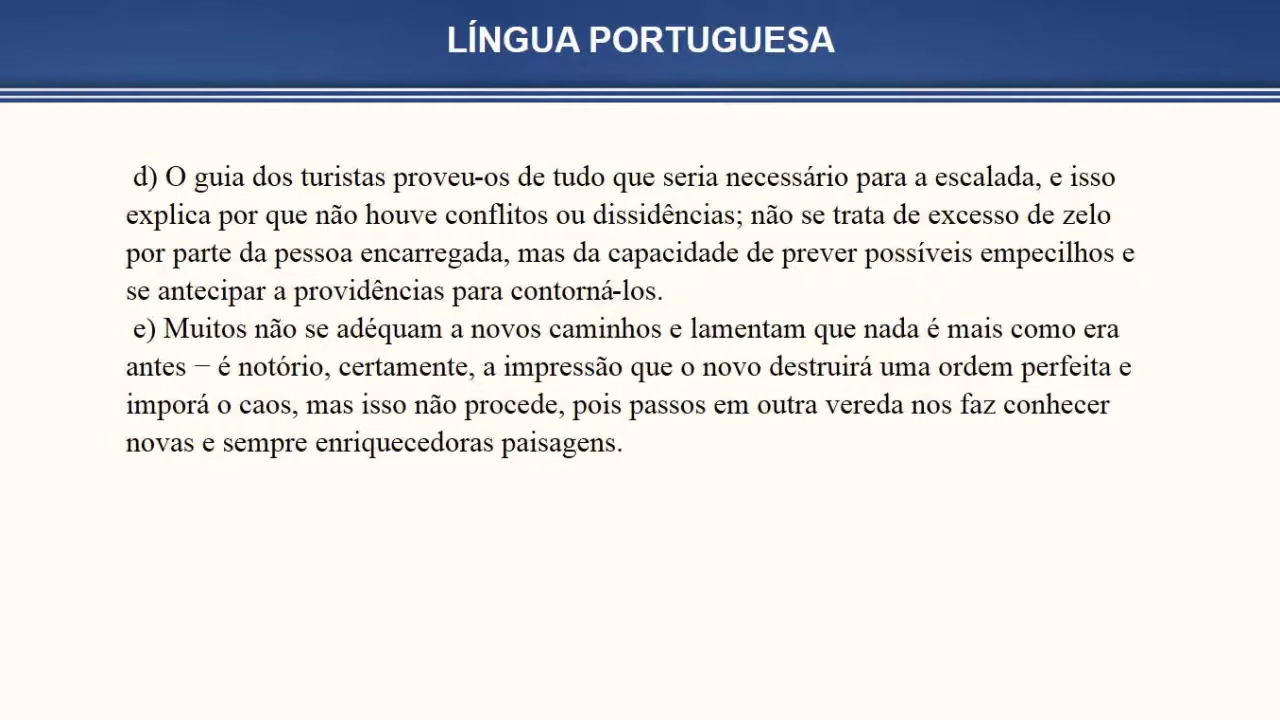 LÍNGUA PORTUGUESA
d) O guia dos turistas proveu-os de tudo que seria necessário para a escalada, e isso
explica por que não houve conflitos ou dissidências; não se trata de excesso de zelo
por parte da pessoa encarregada, mas da capacidade de prever possíveis empecilhos e
se antecipar a providências para contorná-los.
e) Muitos não se adéquam a novos caminhos e lamentam que nada é mais como era
antes − é notório, certamente, a impressão que o novo destruirá uma ordem perfeita e
imporá o caos, mas isso não procede, pois passos em outra vereda nos faz conhecer
novas e sempre enriquecedoras paisagens.